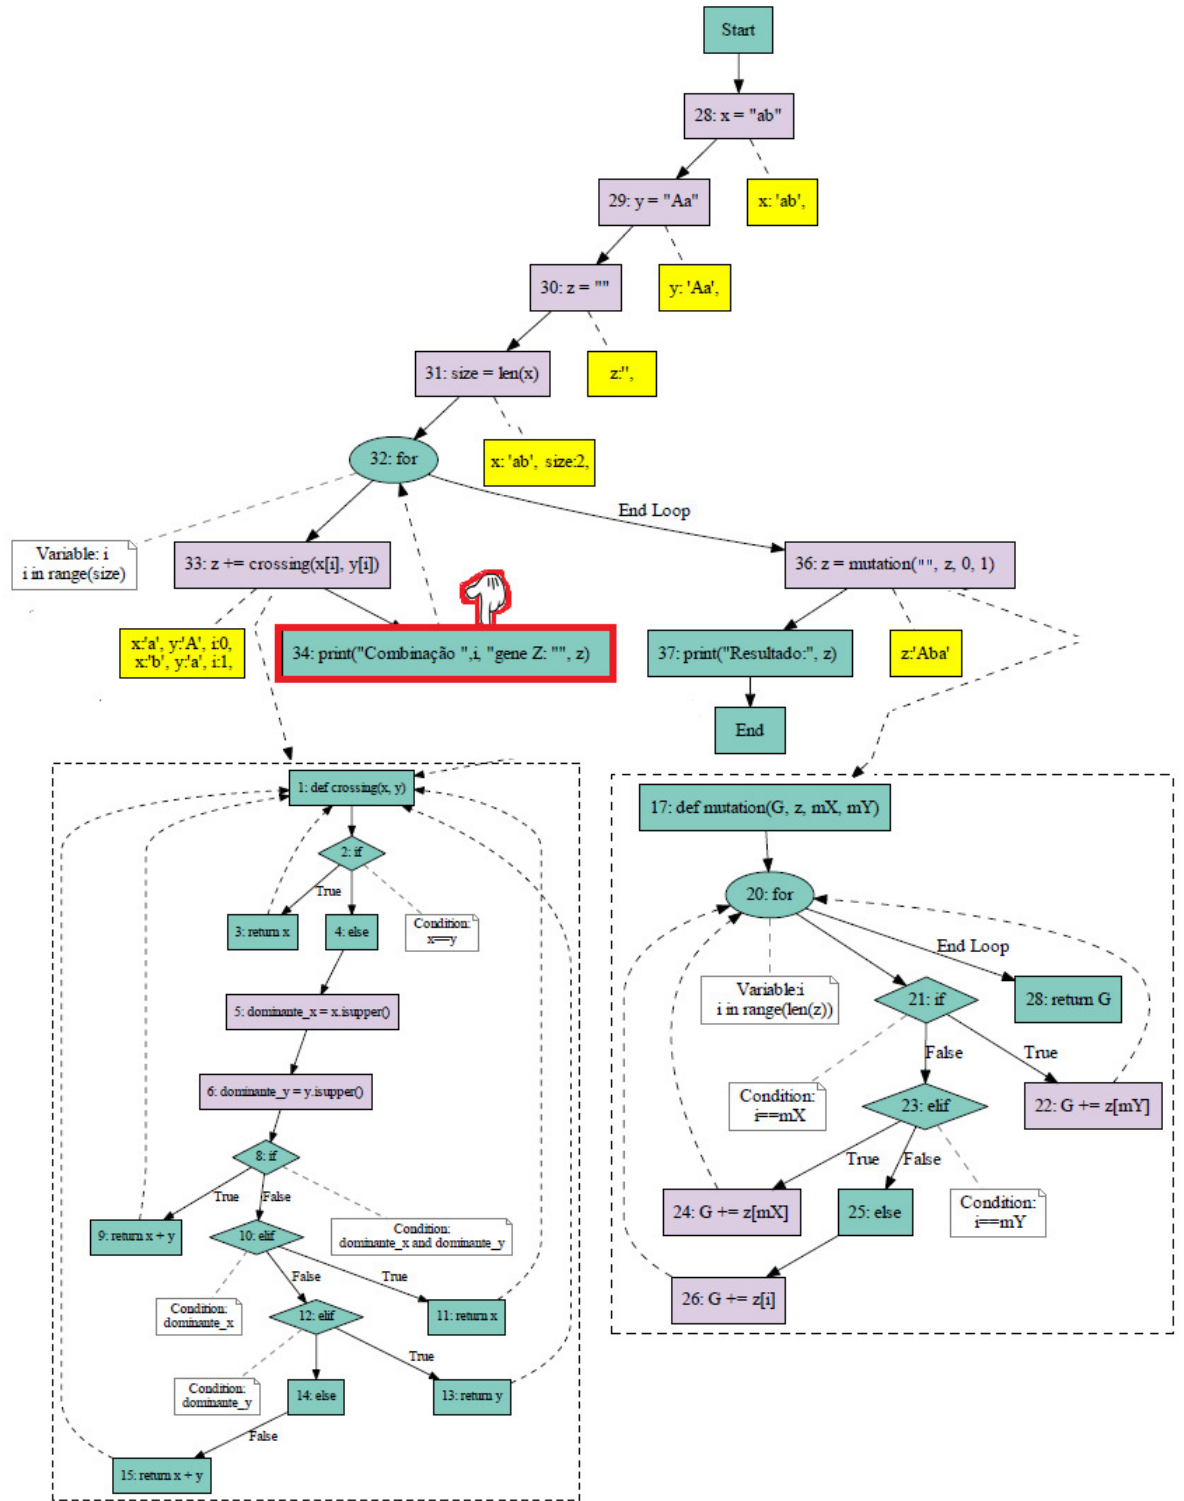 Start
28: x = "ab"
29: y = "Aa"
x: 'ab',
30: z = ""
y: 'Aa',
31: size = len(x)
z:'',
32: for
x: 'ab', size:2,
End Loop
Variable: i
i in range(size)
33: z += crossing(x[i], y[i])
36: z = mutation("", z, 0, 1)
x:'a', y:'A', i:0,
x:'b', y:'a', i:1,
34: print("Combinação ",i, "gene Z: "", z)
37: print("Resultado:", z)
z:'Aba'
End
1: def crossing(x, y)
2: if
True
3: return x
4: else
Condition:
x==y
5: dominante_x = x.isupper()
6: dominante_y = y.isupper()
8: if
True
False
9: return x + y
10: elif
Condition:
dominante_x and dominante_y
False
True
Condition:
dominante_x
12: elif
11: return x
True
Condition:
dominante_y
14: else
13: return y
False
15: return x + y
17: def mutation(G, z, mX, mY)
20: for
End Loop
Variable:i
i in range(len(z))
21: if
28: return G
False
True
Condition:
i==mX
23: elif
22: G += z[mY]
True
False
24: G += z[mX]
25: else
Condition:
i==mY
26: G += z[i]